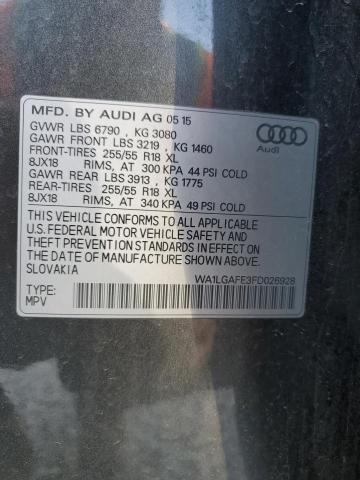 MFD. BY AUDI AG 05 15
GVWR LBS 6790 , KG 3080
GAWR FRONT LBS 3219 , KG 1460
FRONT-TIRES 255/55 R18 XL
8JX18 RIMS, AT 300 KPA 44 PSI COLD
GAWR REAR LBS 3913 , KG 1775
REAR-TIRES 255/55 R18 XL
8JX18 RIMS, AT 340 KPA 49 PSI COLD
THIS VEHICLE CONFORMS TO ALL APPLICABLE
U.S. FEDERAL MOTOR VEHICLE SAFETY AND
THEFT PREVENTION STANDARDS IN EFFECT ON
THE DATE OF MANUFACTURE SHOWN ABOVE.
SLOVAKIA
WA1LGAFE3FD026928
TYPE:
MPV
Audi